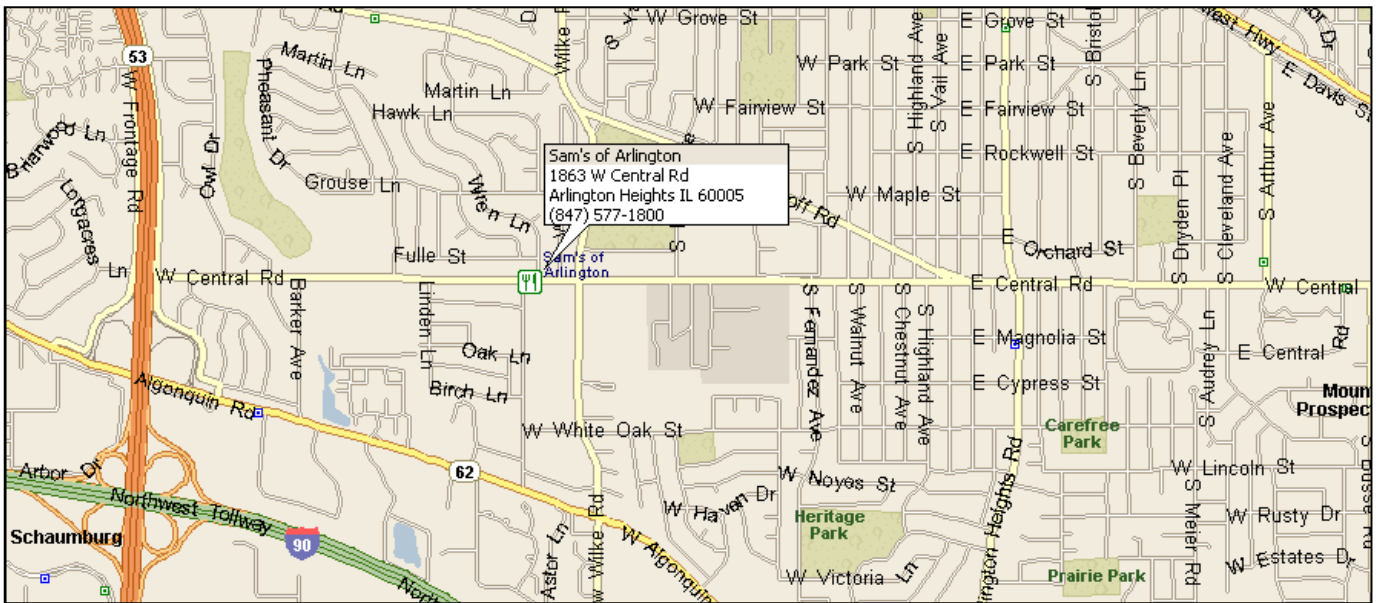 W Grove St
E Grove St
53
Martin Ln
Wilke
S Highland Ave
S Vail Ave
S Bristol
W Park St
E Park St
E Davis St
W Frontage Rd
Pheasant Dr
Martin Ln
Hawk Ln
W Fairview St
E Fairview St
S Beverly Ln
Briarwood Ln
Owl Dr
Sam's of Arlington
1863 W Central Rd
Arlington Heights IL 60005
(847) 577-1800
E Rockwell St
S Cleveland Ave
S Arthur Ave
Longacres
Ln
Grouse Ln
Wren Ln
W Maple St
S Dryden Pl
Fulle St
E Orchard St
Sam's of
Arlington
W Central Rd
E Central Rd
W Central
Barker Ave
Linden Ln
S Fernandez Ave
S Walnut Ave
S Chestnut Ave
S Highland Ave
E Magnolia St
S Audrey Ln
E Central Rd
Oak Ln
Birch Ln
E Cypress St
Algonquin Rd
Mount
Prospect
W White Oak St
Carefree
Park
62
Arbor Dr
W Lincoln St
S Busse Rd
W Noyes St
Northwest Tollway
W Haven Dr
S Meier Rd
W Rusty Dr
Heritage
Park
Schaumburg
90
Astor Ln
W Wilke Rd
W Algonquin
W Estates Dr
W Victoria Ln
Prairie Park